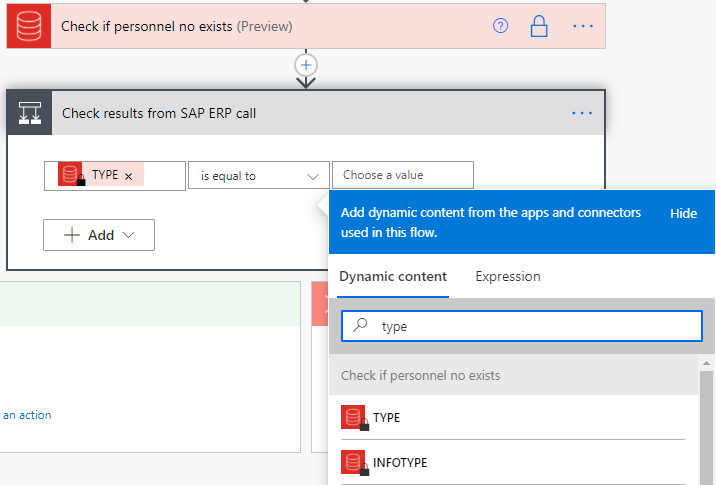 Check if personnel no exists (Preview)
Check results from SAP ERP call
TYPE
is equal to
Choose a value
Add
Add dynamic content from the apps and connectors
used in this flow.
Hide
Dynamic content
Expression
type
Check if personnel no exists
TYPE
INFOTYPE
an action